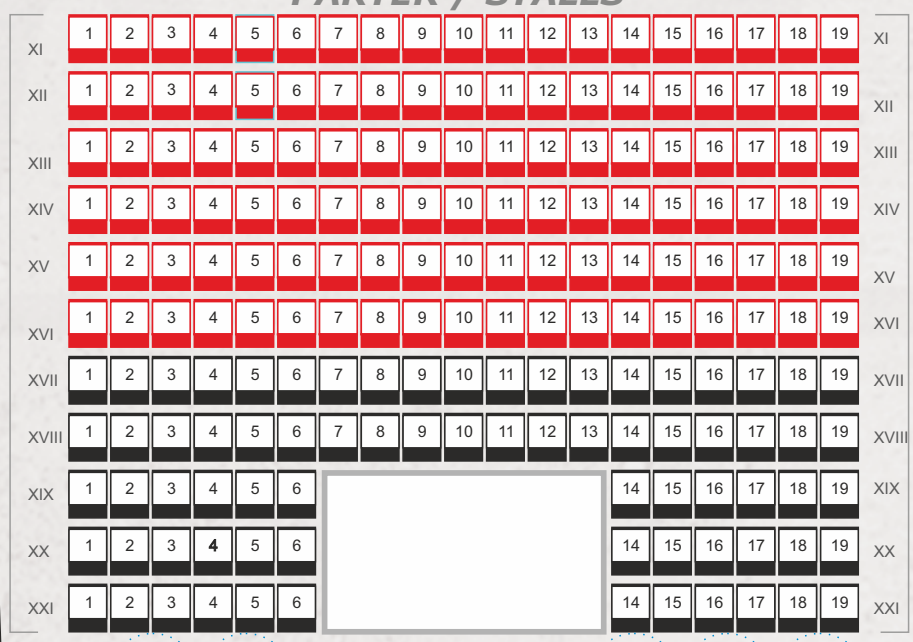 PARTER / STALLS
XI 1 2 3 4 5 6 7 8 9 10 11 12 13 14 15 16 17 18 19 XI
XII 1 2 3 4 5 6 7 8 9 10 11 12 13 14 15 16 17 18 19 XII
XIII 1 2 3 4 5 6 7 8 9 10 11 12 13 14 15 16 17 18 19 XIII
XIV 1 2 3 4 5 6 7 8 9 10 11 12 13 14 15 16 17 18 19 XIV
XV 1 2 3 4 5 6 7 8 9 10 11 12 13 14 15 16 17 18 19 XV
XVI 1 2 3 4 5 6 7 8 9 10 11 12 13 14 15 16 17 18 19 XVI
XVII 1 2 3 4 5 6 7 8 9 10 11 12 13 14 15 16 17 18 19 XVII
XVIII 1 2 3 4 5 6 7 8 9 10 11 12 13 14 15 16 17 18 19 XVIII
XIX 1 2 3 4 5 6 14 15 16 17 18 19 XIX
XX 1 2 3 4 5 6 14 15 16 17 18 19 XX
XXI 1 2 3 4 5 6 14 15 16 17 18 19 XXI